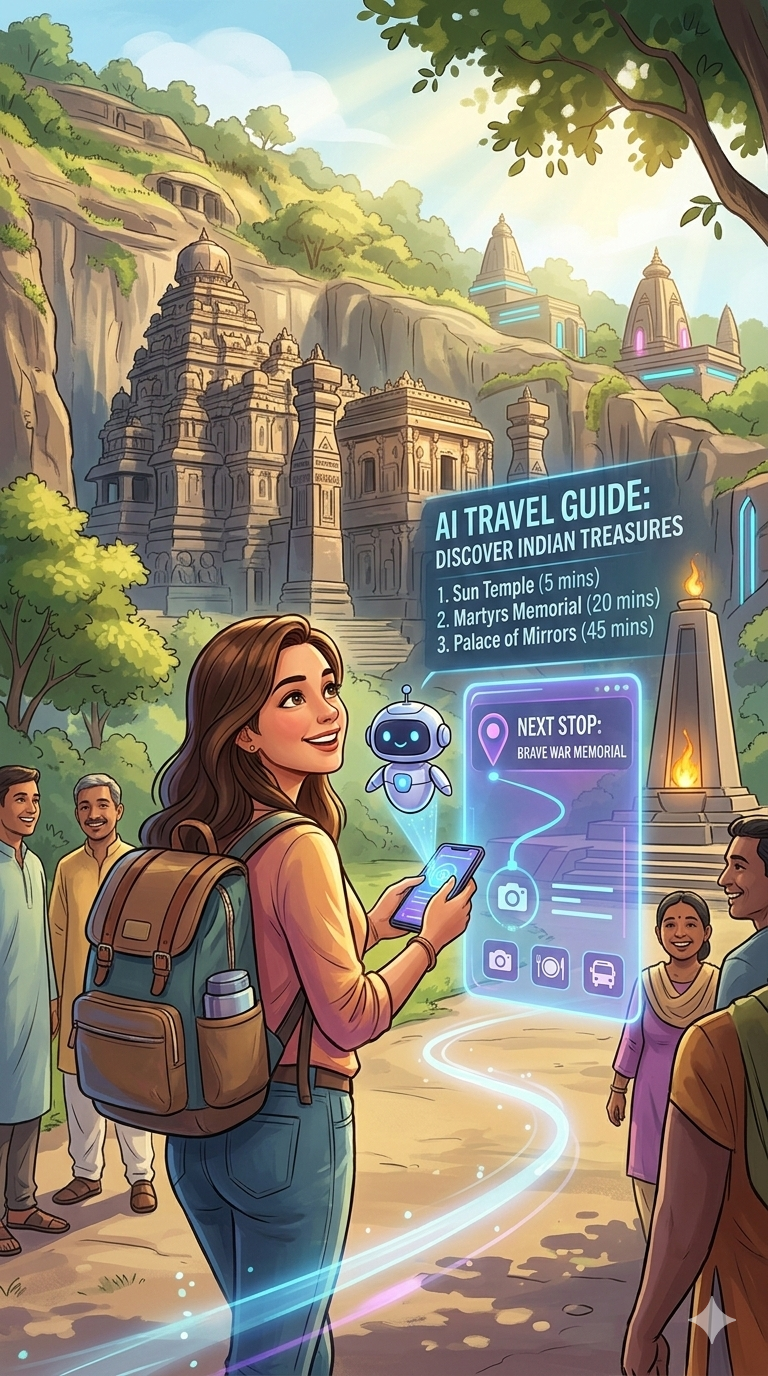 AI TRAVEL GUIDE:
DISCOVER INDIAN TREASURES
1. Sun Temple (5 mins)
2. Martyrs Memorial (20 mins)
3. Palace of Mirrors (45 mins)
NEXT STOP:
BRAVE WAR MEMORIAL